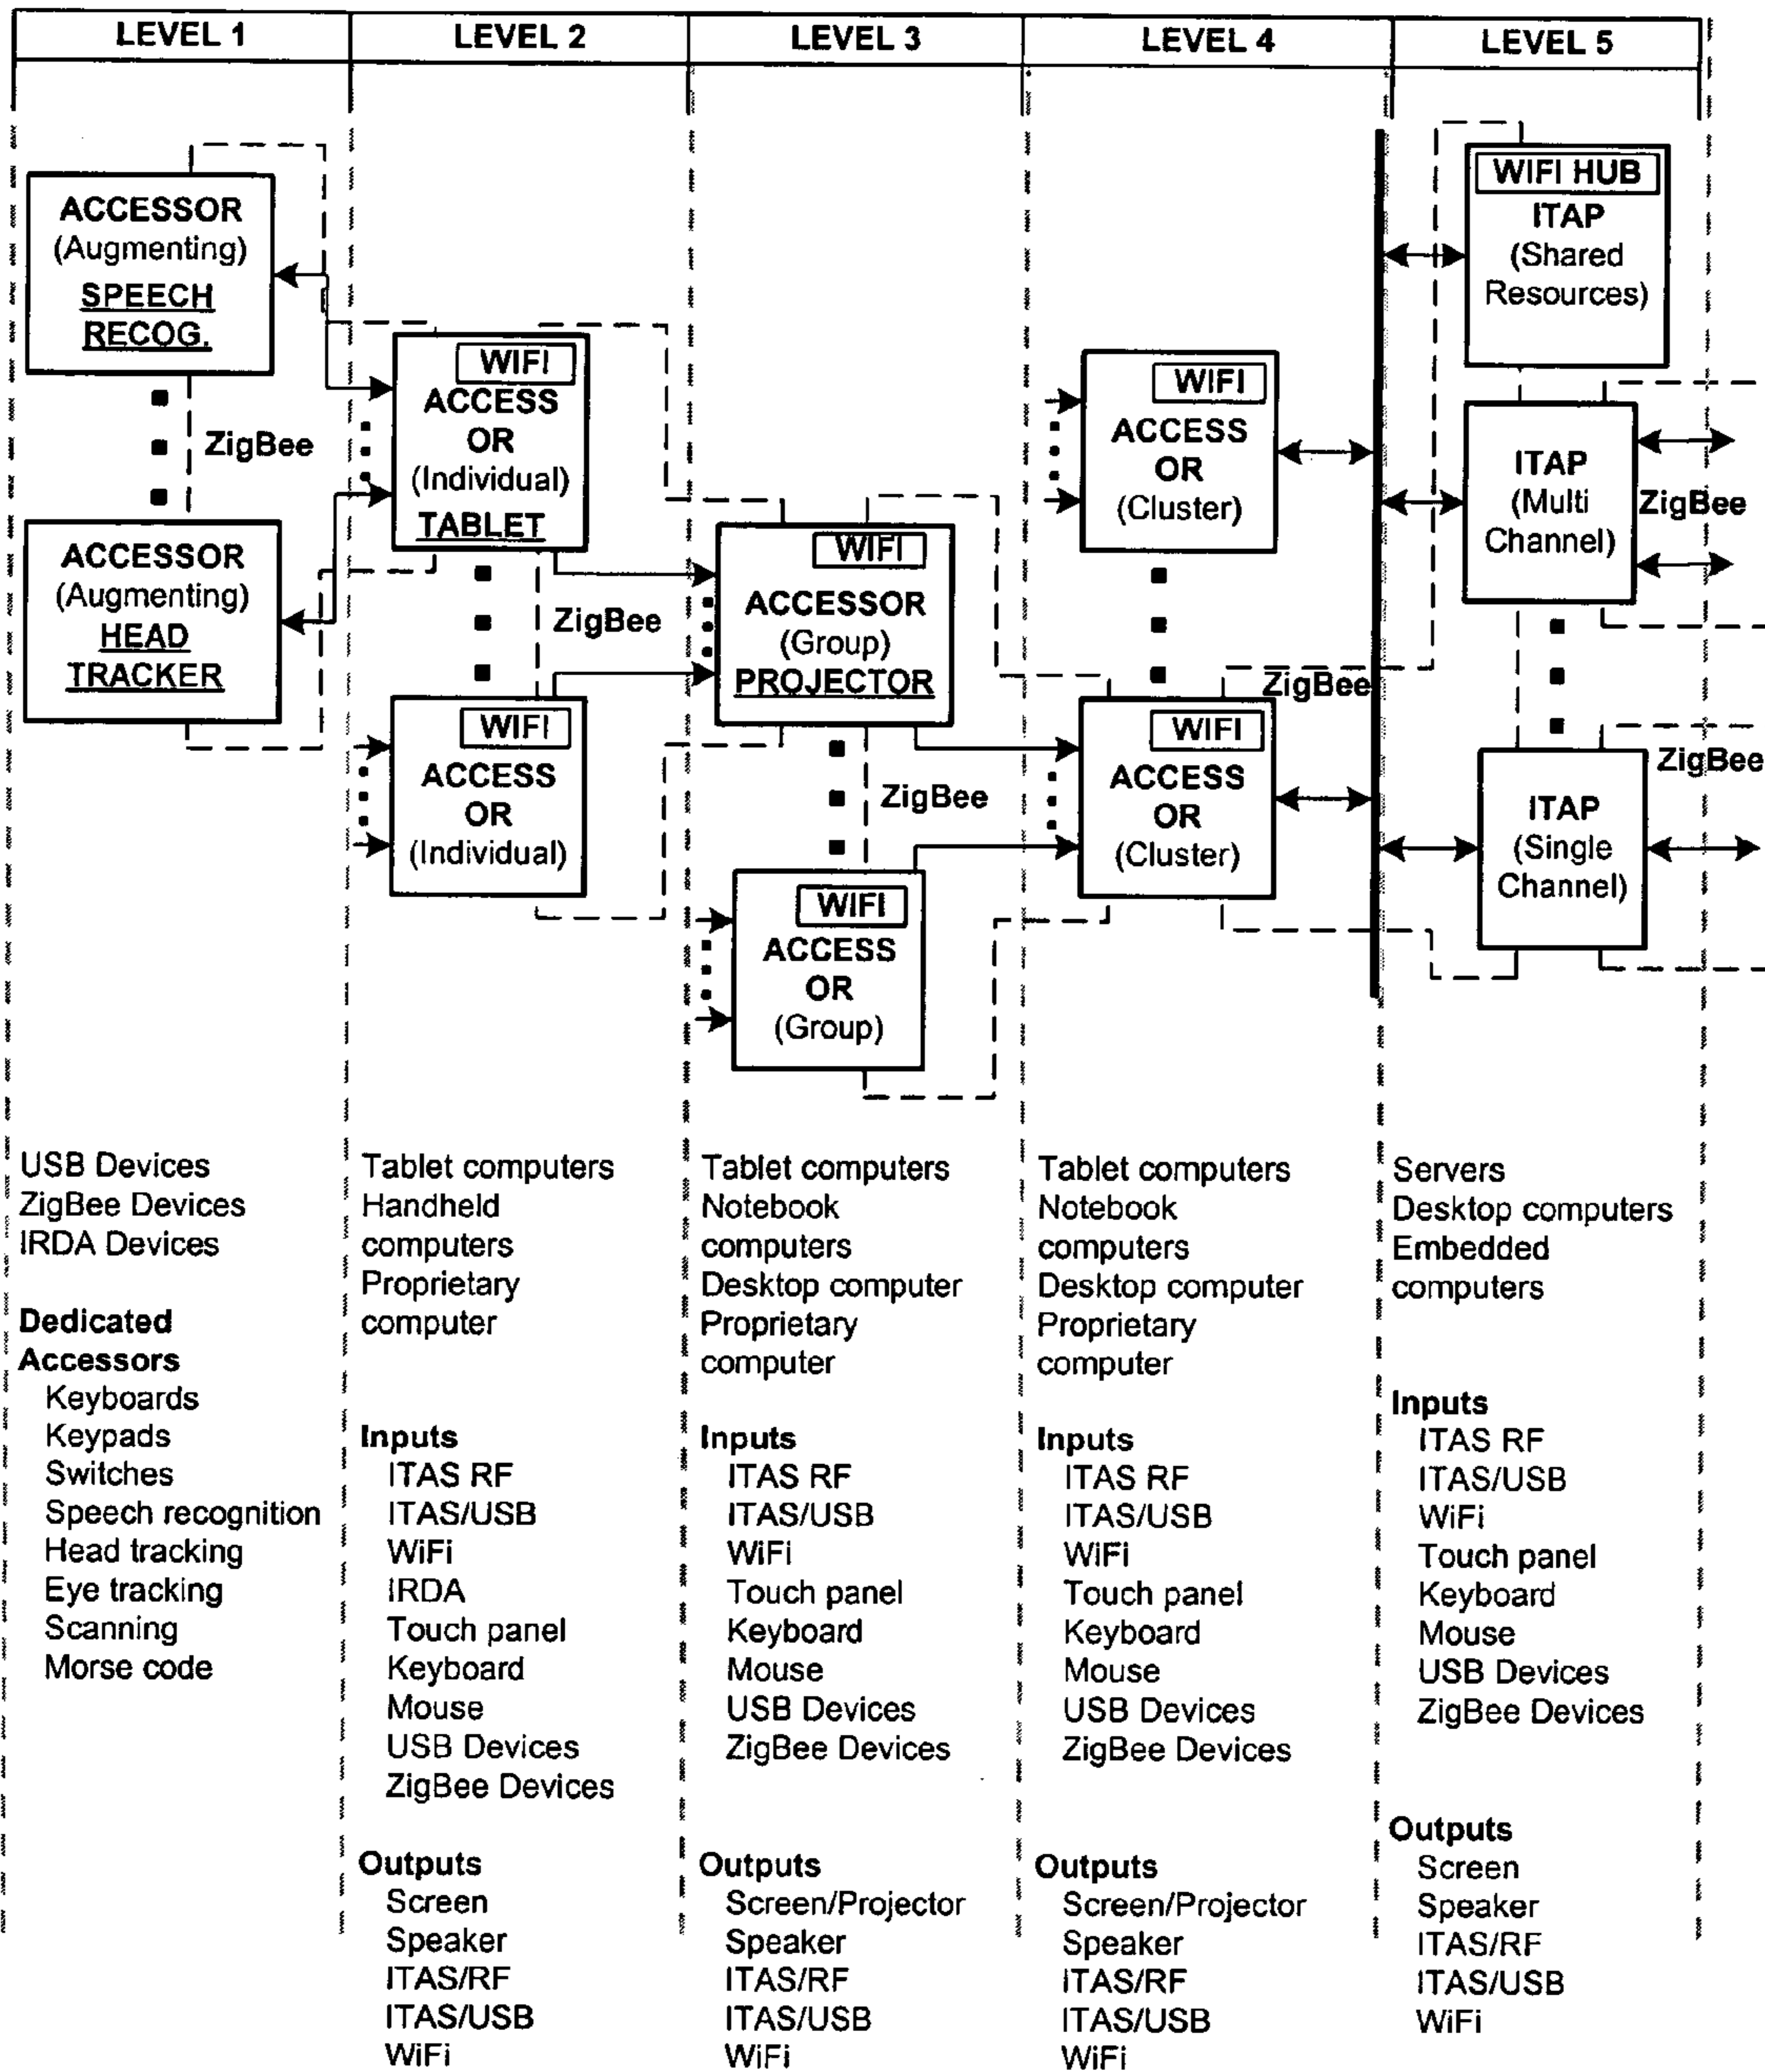 LEVEL 1
LEVEL 2
LEVEL 3
LEVEL 4
LEVEL 5
ACCESSOR
(Augmenting)
SPEECH
RECOG.
ZigBee
ACCESSOR
(Augmenting)
HEAD
TRACKER
WIFI
ACCESS
OR
(Individual)
TABLET
ZigBee
WIFI
ACCESS
OR
(Individual)
WIFI
ACCESSOR
(Group)
PROJECTOR
ZigBee
WIFI
ACCESS
OR
(Group)
WIFI
ACCESS
OR
(Cluster)
ZigBee
WIFI
ACCESS
OR
(Cluster)
WIFI HUB
ITAP
(Shared
Resources)
ITAP
(Multi
Channel)
ZigBee
ZigBee
ITAP
(Single
Channel)
USB Devices
ZigBee Devices
IRDA Devices
Dedicated
Accessors
Keyboards
Keypads
Switches
Speech recognition
Head tracking
Eye tracking
Scanning
Morse code
Tablet computers
Handheld
computers
Proprietary
computer
Inputs
ITAS RF
ITAS/USB
WiFi
IRDA
Touch panel
Keyboard
Mouse
USB Devices
ZigBee Devices
Outputs
Screen
Speaker
ITAS/RF
ITAS/USB
WiFi
Tablet computers
Notebook
computers
Desktop computer
Proprietary
computer
Inputs
ITAS RF
ITAS/USB
WiFi
Touch panel
Keyboard
Mouse
USB Devices
ZigBee Devices
Outputs
Screen/Projector
Speaker
ITAS/RF
ITAS/USB
WiFi
Tablet computers
Notebook
computers
Desktop computer
Proprietary
computer
Inputs
ITAS RF
ITAS/USB
WiFi
Touch panel
Keyboard
Mouse
USB Devices
ZigBee Devices
Outputs
Screen/Projector
Speaker
ITAS/RF
ITAS/USB
WiFi
Servers
Desktop computers
Embedded
computers
Inputs
ITAS RF
ITAS/USB
WiFi
Touch panel
Keyboard
Mouse
USB Devices
ZigBee Devices
Outputs
Screen
Speaker
ITAS/RF
ITAS/USB
WiFi